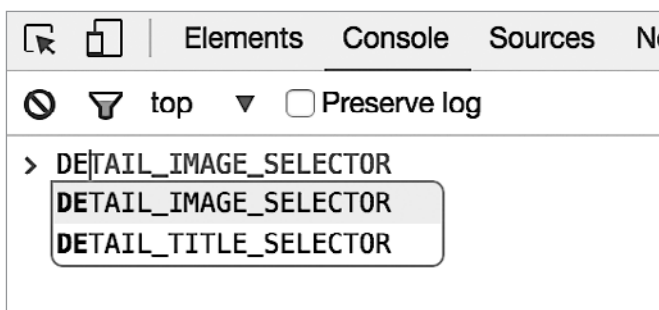 Elements Console Sources
top ▼ Preserve log
> DETAIL_IMAGE_SELECTOR
DETAIL_IMAGE_SELECTOR
DETAIL_TITLE_SELECTOR